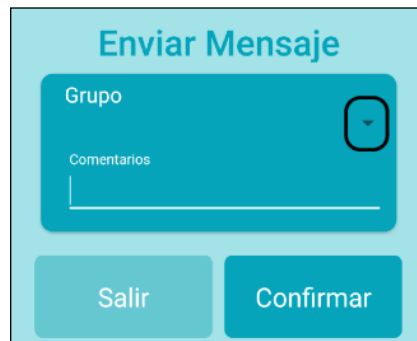 Enviar Mensaje
Grupo
Comentarios
Salir
Confirmar